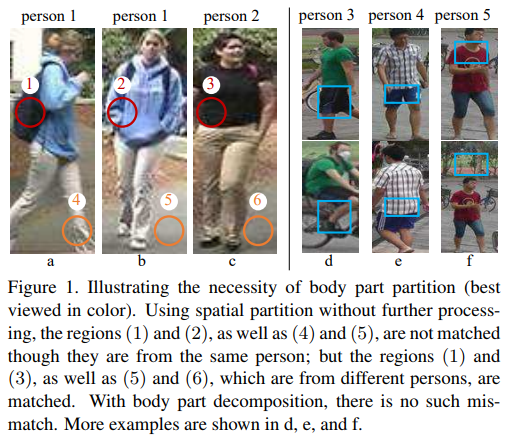 person 1 person 1 person 2 person 3 person 4 person 5
1 2 3
4 5 6
a b c d e f
Figure 1. Illustrating the necessity of body part partition (best
viewed in color). Using spatial partition without further process-
ing, the regions (1) and (2), as well as (4) and (5), are not matched
though they are from the same person; but the regions (1) and
(3), as well as (5) and (6), which are from different persons, are
matched. With body part decomposition, there is no such mis-
match. More examples are shown in d, e, and f.